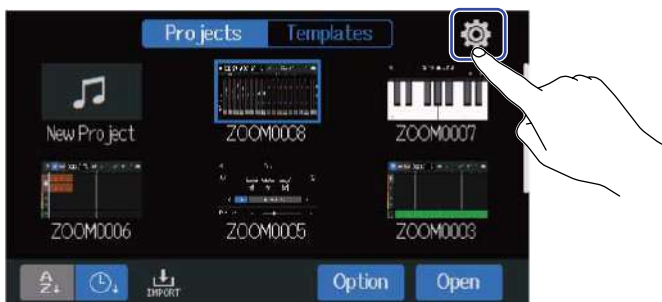 Projects Templates
New Project ZOOM0008 ZOOM0007
ZOOM0006 ZOOM0005 ZOOM0003
A Z IMPORT Option Open